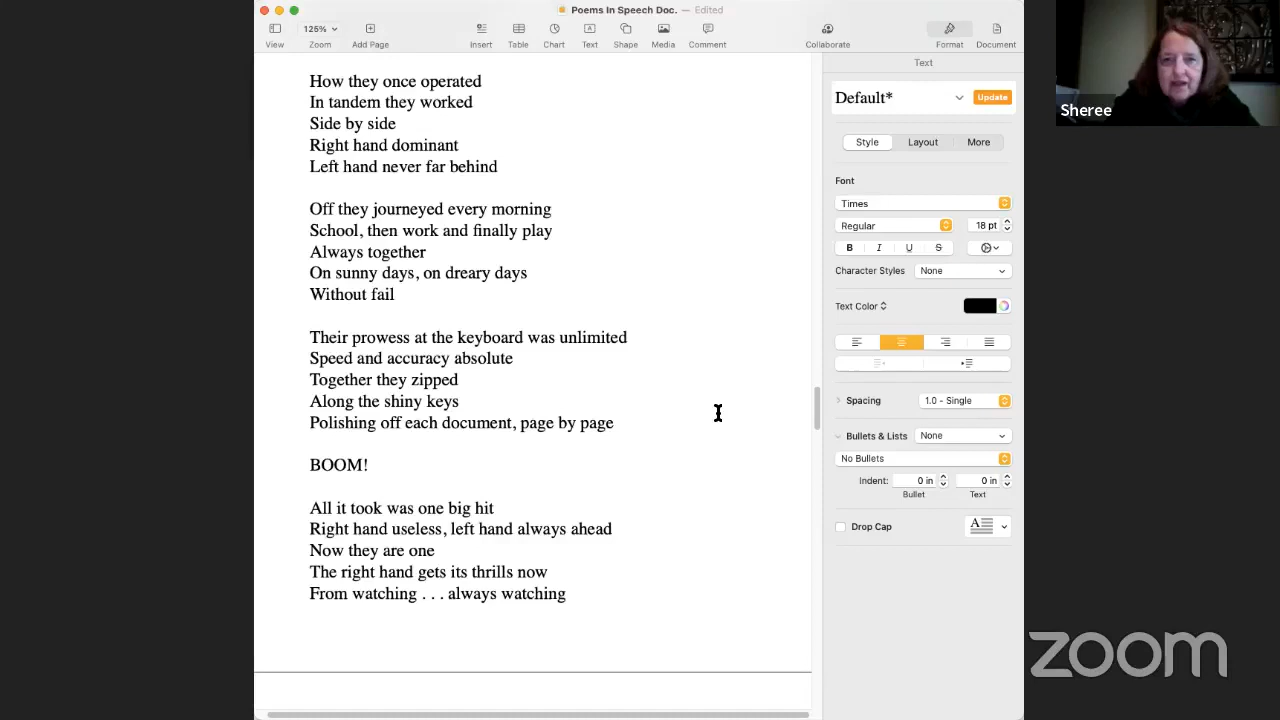 Poems In Speech Doc. — Edited
125%
View Zoom Add Page Insert Table Chart Text Shape Media Comment Collaborate Format Document
How they once operated
In tandem they worked
Side by side
Right hand dominant
Left hand never far behind
Off they journeyed every morning
School, then work and finally play
Always together
On sunny days, on dreary days
Without fail
Their prowess at the keyboard was unlimited
Speed and accuracy absolute
Together they zipped
Along the shiny keys
Polishing off each document, page by page
BOOM!
All it took was one big hit
Right hand useless, left hand always ahead
Now they are one
The right hand gets its thrills now
From watching . . . always watching
Text
Default* Update
Style Layout More
Font
Times
Regular 18 pt
B I U S
Character Styles None
Text Color
Spacing 1.0 - Single
Bullets & Lists None
No Bullets
Indent: 0 in 0 in
Bullet Text
Drop Cap A
Sheree
zoom